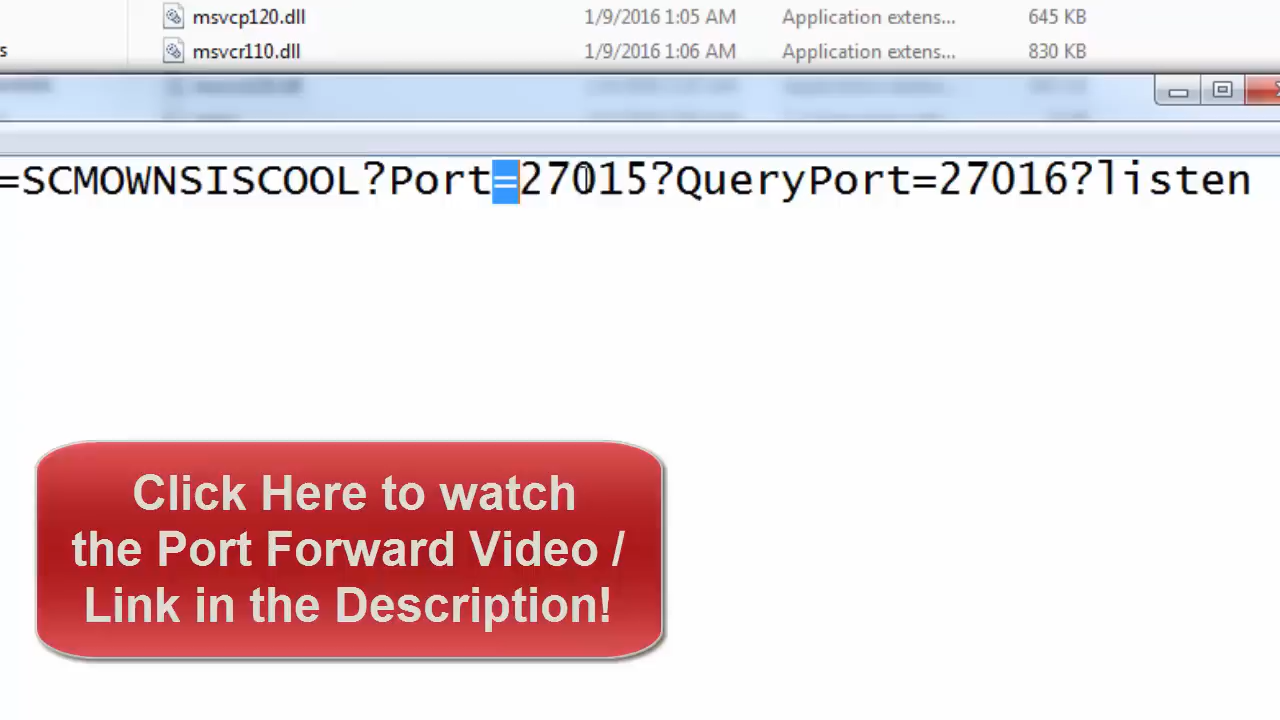 msvcp120.dll 1/9/2016 1:05 AM Application extens... 645 KB
s msvcr110.dll 1/9/2016 1:06 AM Application extens... 830 KB
=SCMOWNSISCOOL?Port=27015?QueryPort=27016?listen
Click Here to watch
the Port Forward Video /
Link in the Description!